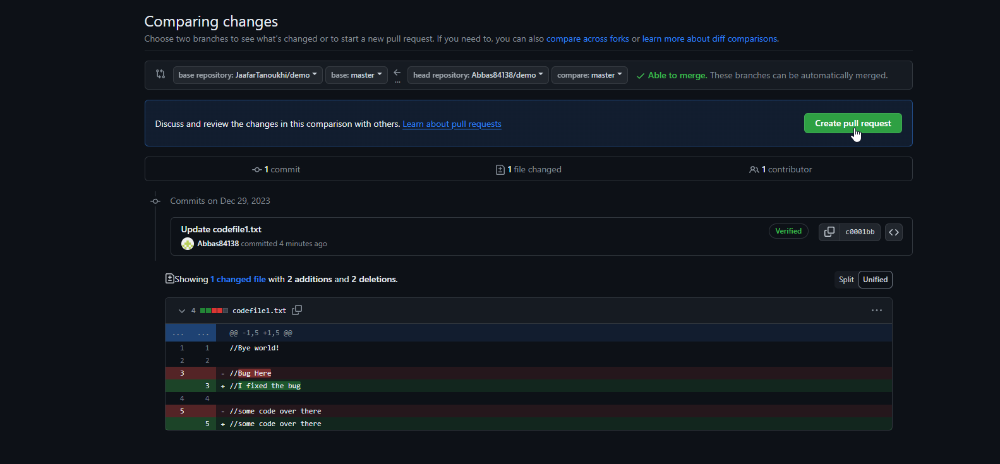 Comparing changes
Choose two branches to see what's changed or to start a new pull request. If you need to, you can also compare across forks or learn more about diff comparisons.
base repository: JaafarTanoukhi/demo base: master ... head repository: Abbas84138/demo compare: master Able to merge. These branches can be automatically merged.
Discuss and review the changes in this comparison with others. Learn about pull requests Create pull request
1 commit 1 file changed 1 contributor
Commits on Dec 29, 2023
Update codefile1.txt Verified c0001bb
Abbas84138 committed 4 minutes ago
Showing 1 changed file with 2 additions and 2 deletions. Split Unified
4 codefile1.txt ...
... ... @@ -1,5 +1,5 @@
1 1 //Bye world!
2 2
3 - //Bug Here
3 + //I fixed the bug
4 4
5 - //some code over there
5 + //some code over there